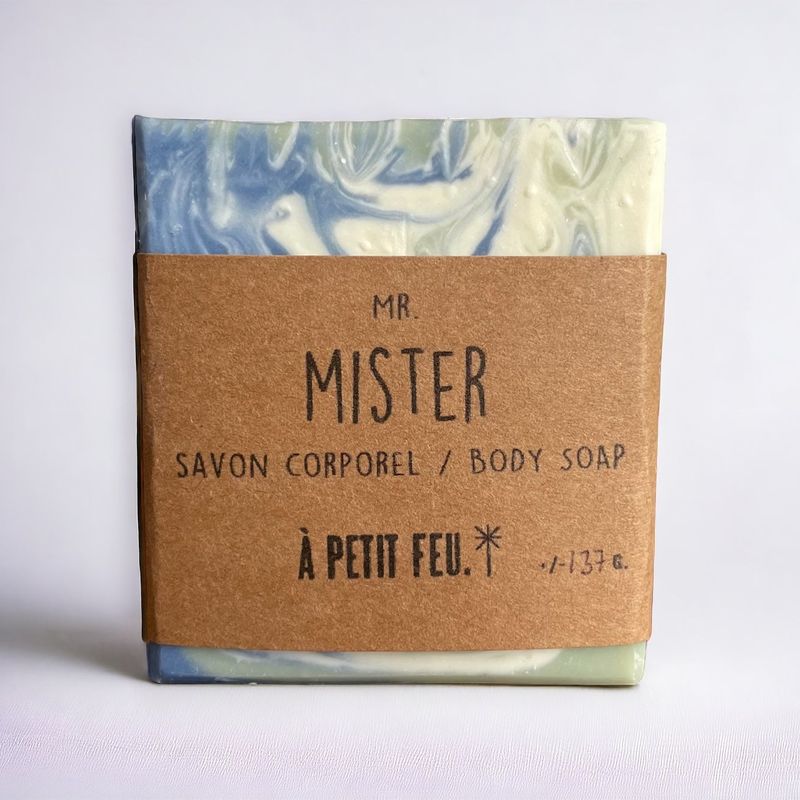 MR.
MISTER
SAVON CORPOREL / BODY SOAP
À PETIT FEU.
+/-137 G.